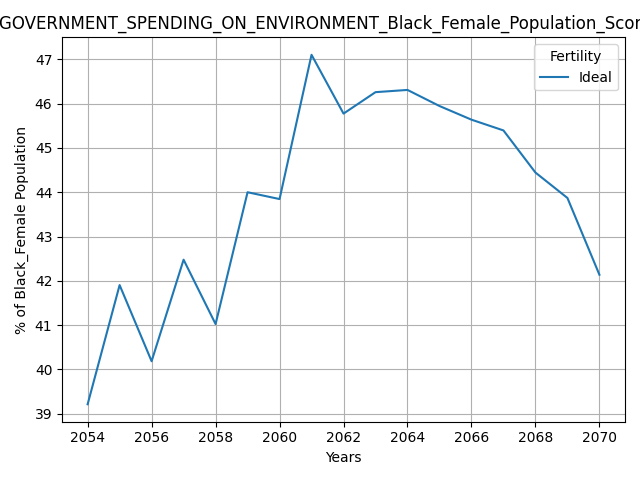 GOVERNMENT_SPENDING_ON_ENVIRONMENT_Black_Female_Population_Scor
Fertility
Ideal
47
46
45
44
43
42
41
40
39
% of Black_Female Population
2054 2056 2058 2060 2062 2064 2066 2068 2070
Years